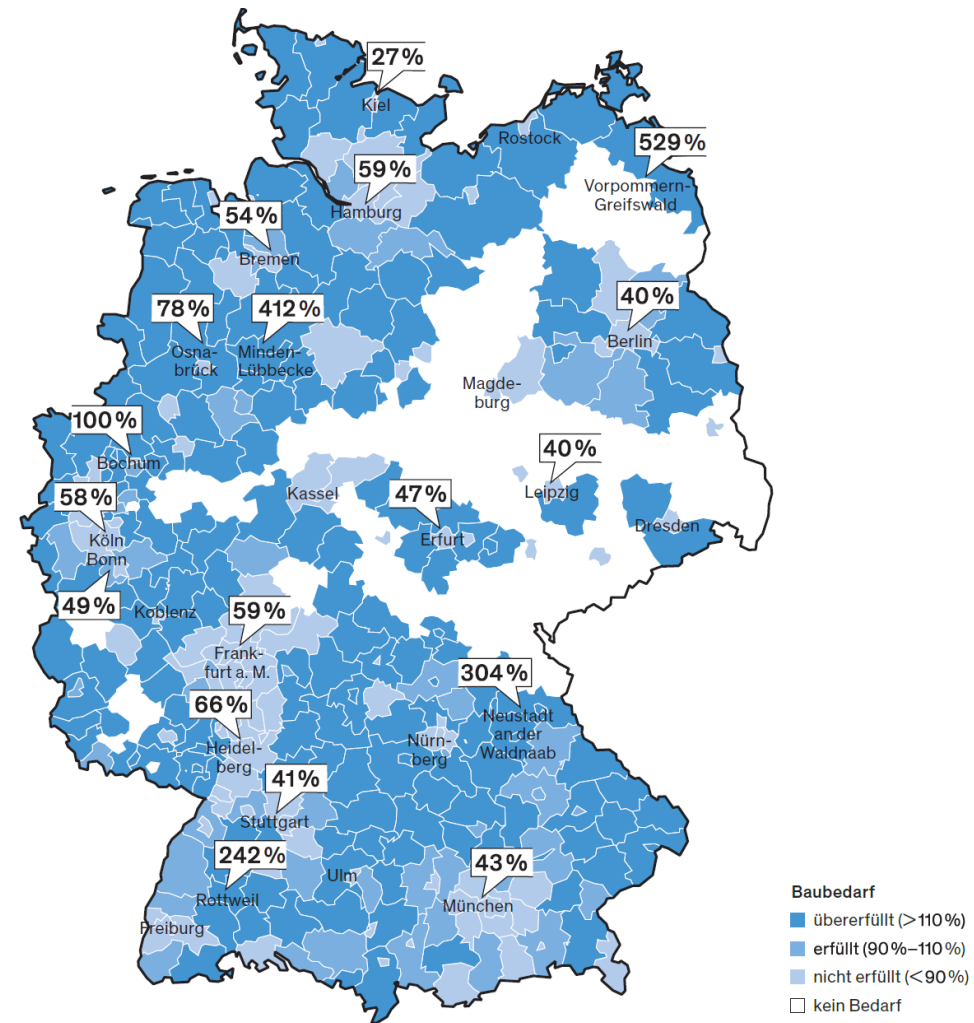 27%
Kiel
Rostock
529%
59%
Vorpommern-
Greifswald
Hamburg
54%
Bremen
40%
78%
412%
Berlin
Osna-
brück
Minden-
Lübbecke
Magde-
burg
100%
Bochum
40%
Kassel
47%
Leipzig
58%
Dresden
Köln
Erfurt
Bonn
49%
Koblenz
59%
Frank-
furt a. M.
304%
66%
Neustadt
an der
Waldnaab
Nürn-
berg
Heidel-
berg
41%
Stuttgart
242%
43%
Ulm
Rottweil
München
Freiburg
Baubedarf
übererfüllt (>110%)
erfüllt (90%–110%)
nicht erfüllt (<90%)
kein Bedarf